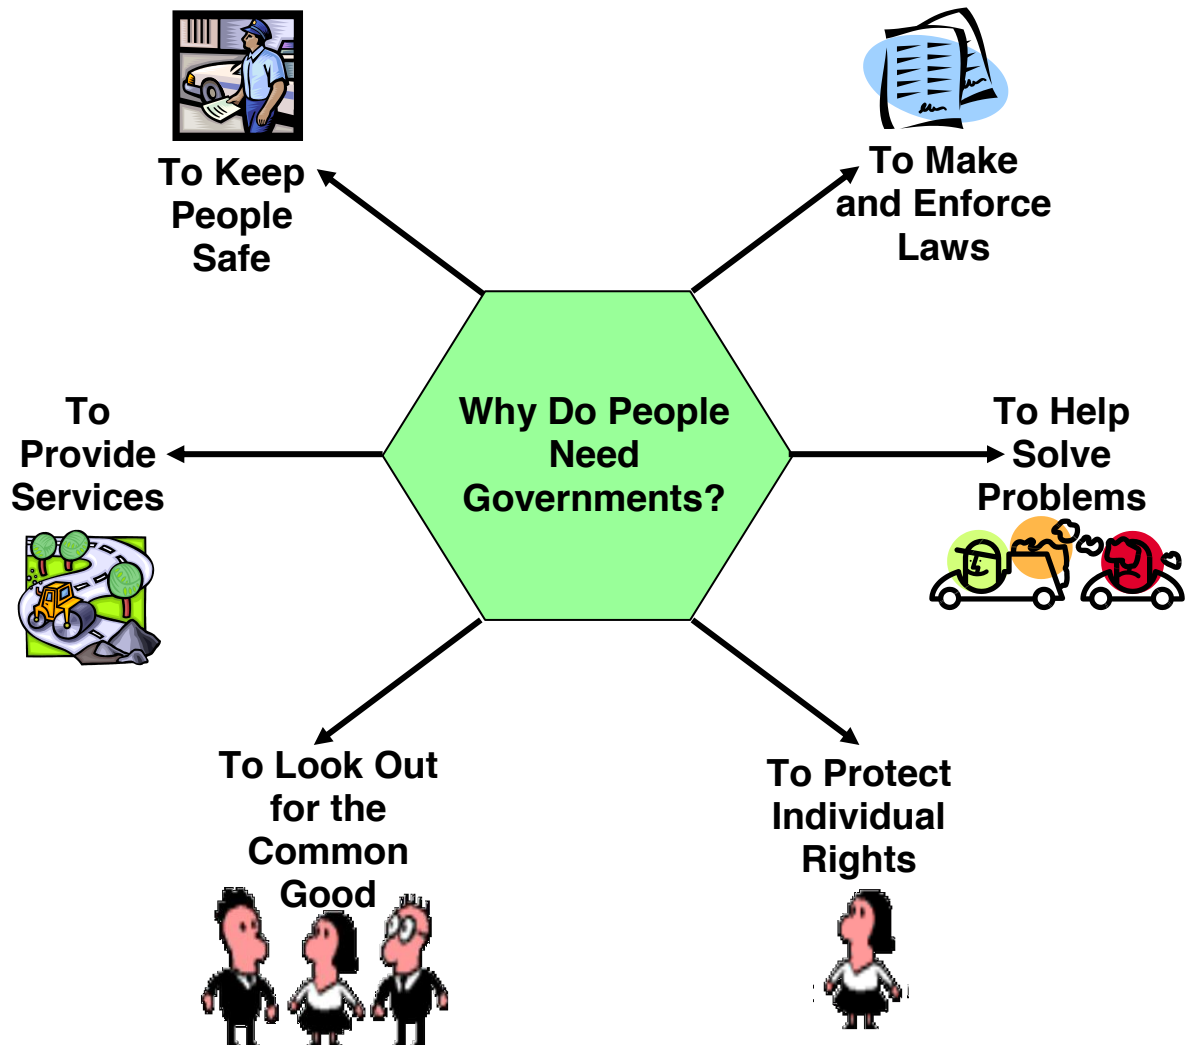 To Keep
People
Safe
To Make
and Enforce
Laws
Why Do People
Need
Governments?
To
Provide
Services
To Help
Solve
Problems
To Look Out
for the
Common
Good
To Protect
Individual
Rights